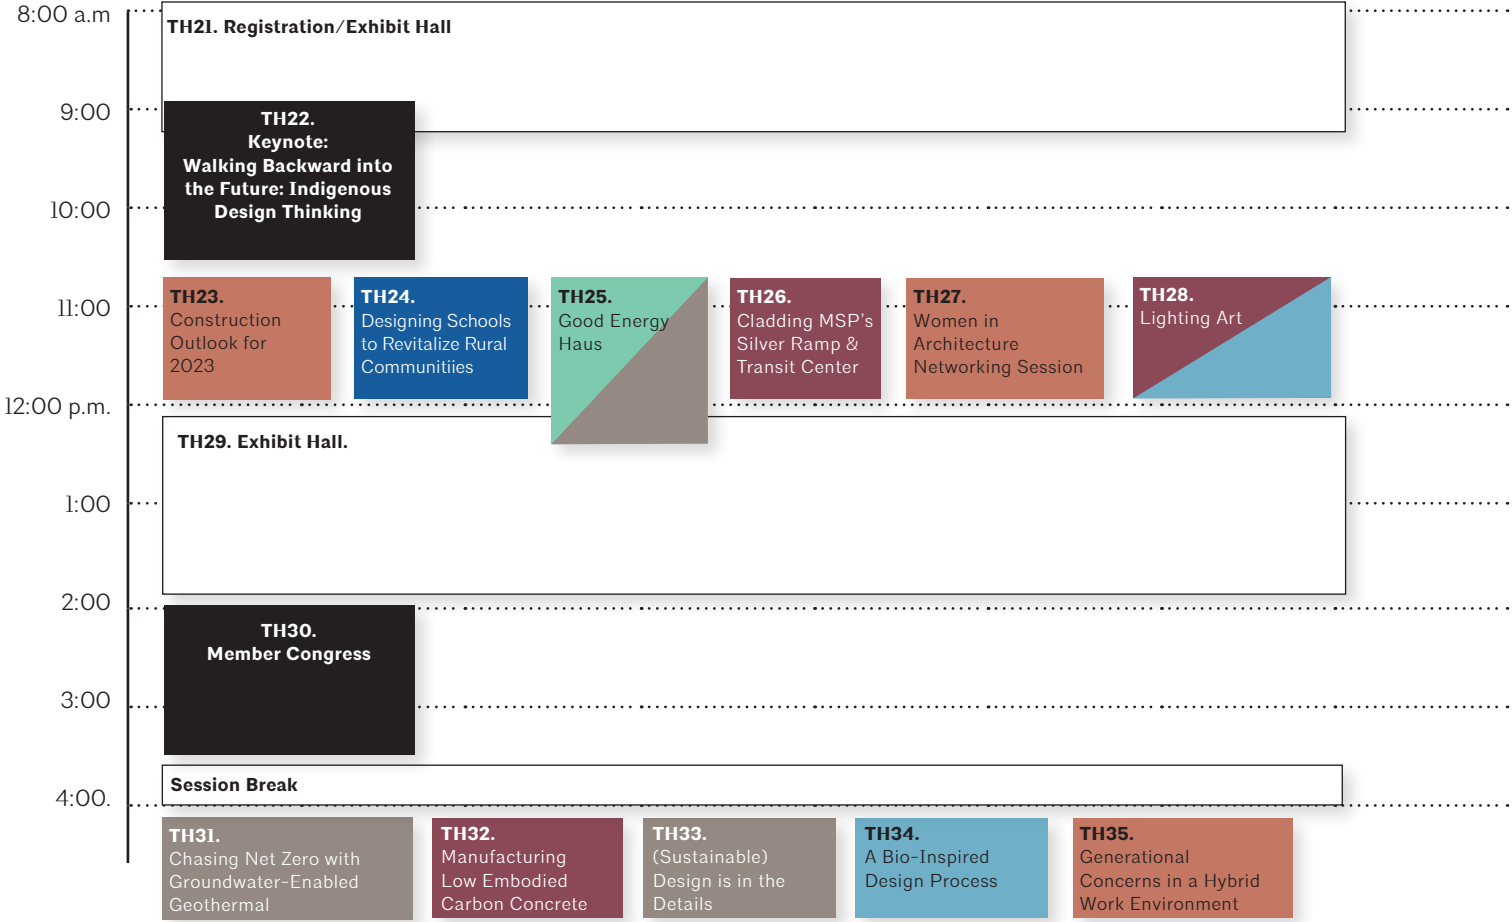 8:00 a.m
TH21. Registration/Exhibit Hall
9:00
TH22.
Keynote:
Walking Backward into
the Future: Indigenous
Design Thinking
10:00
11:00
TH23.
Construction
Outlook for
2023
TH24.
Designing Schools
to Revitalize Rural
Communitiies
TH25.
Good Energy
Haus
TH26.
Cladding MSP's
Silver Ramp &
Transit Center
TH27.
Women in
Architecture
Networking Session
TH28.
Lighting Art
12:00 p.m.
TH29. Exhibit Hall.
1:00
2:00
TH30.
Member Congress
3:00
Session Break
4:00.
TH31.
Chasing Net Zero with
Groundwater-Enabled
Geothermal
TH32.
Manufacturing
Low Embodied
Carbon Concrete
TH33.
(Sustainable)
Design is in the
Details
TH34.
A Bio-Inspired
Design Process
TH35.
Generational
Concerns in a Hybrid
Work Environment